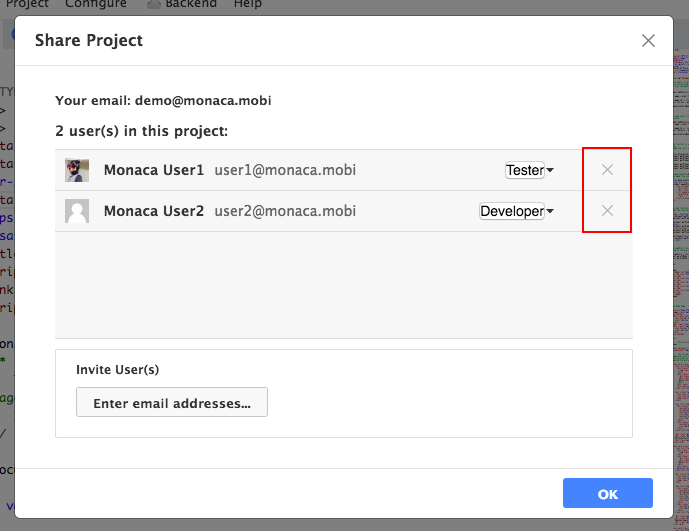 Project Configure Backend Help
Share Project
Your email: demo@monaca.mobi
2 user(s) in this project:
Monaca User1 user1@monaca.mobi Tester
Monaca User2 user2@monaca.mobi Developer
Invite User(s)
Enter email addresses...
OK